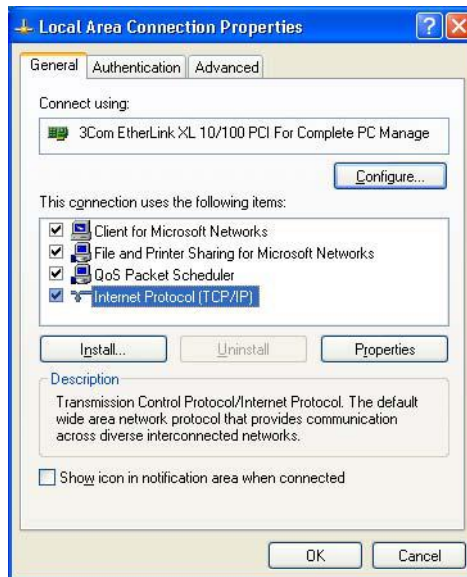 Local Area Connection Properties
General
Authentication
Advanced
Connect using:
3Com EtherLink XL 10/100 PCI For Complete PC Manage
Configure...
This connection uses the following items:
Client for Microsoft Networks
File and Printer Sharing for Microsoft Networks
QoS Packet Scheduler
Internet Protocol (TCP/IP)
Install...
Uninstall
Properties
Description
Transmission Control Protocol/Internet Protocol. The default
wide area network protocol that provides communication
across diverse interconnected networks.
Show icon in notification area when connected
OK
Cancel